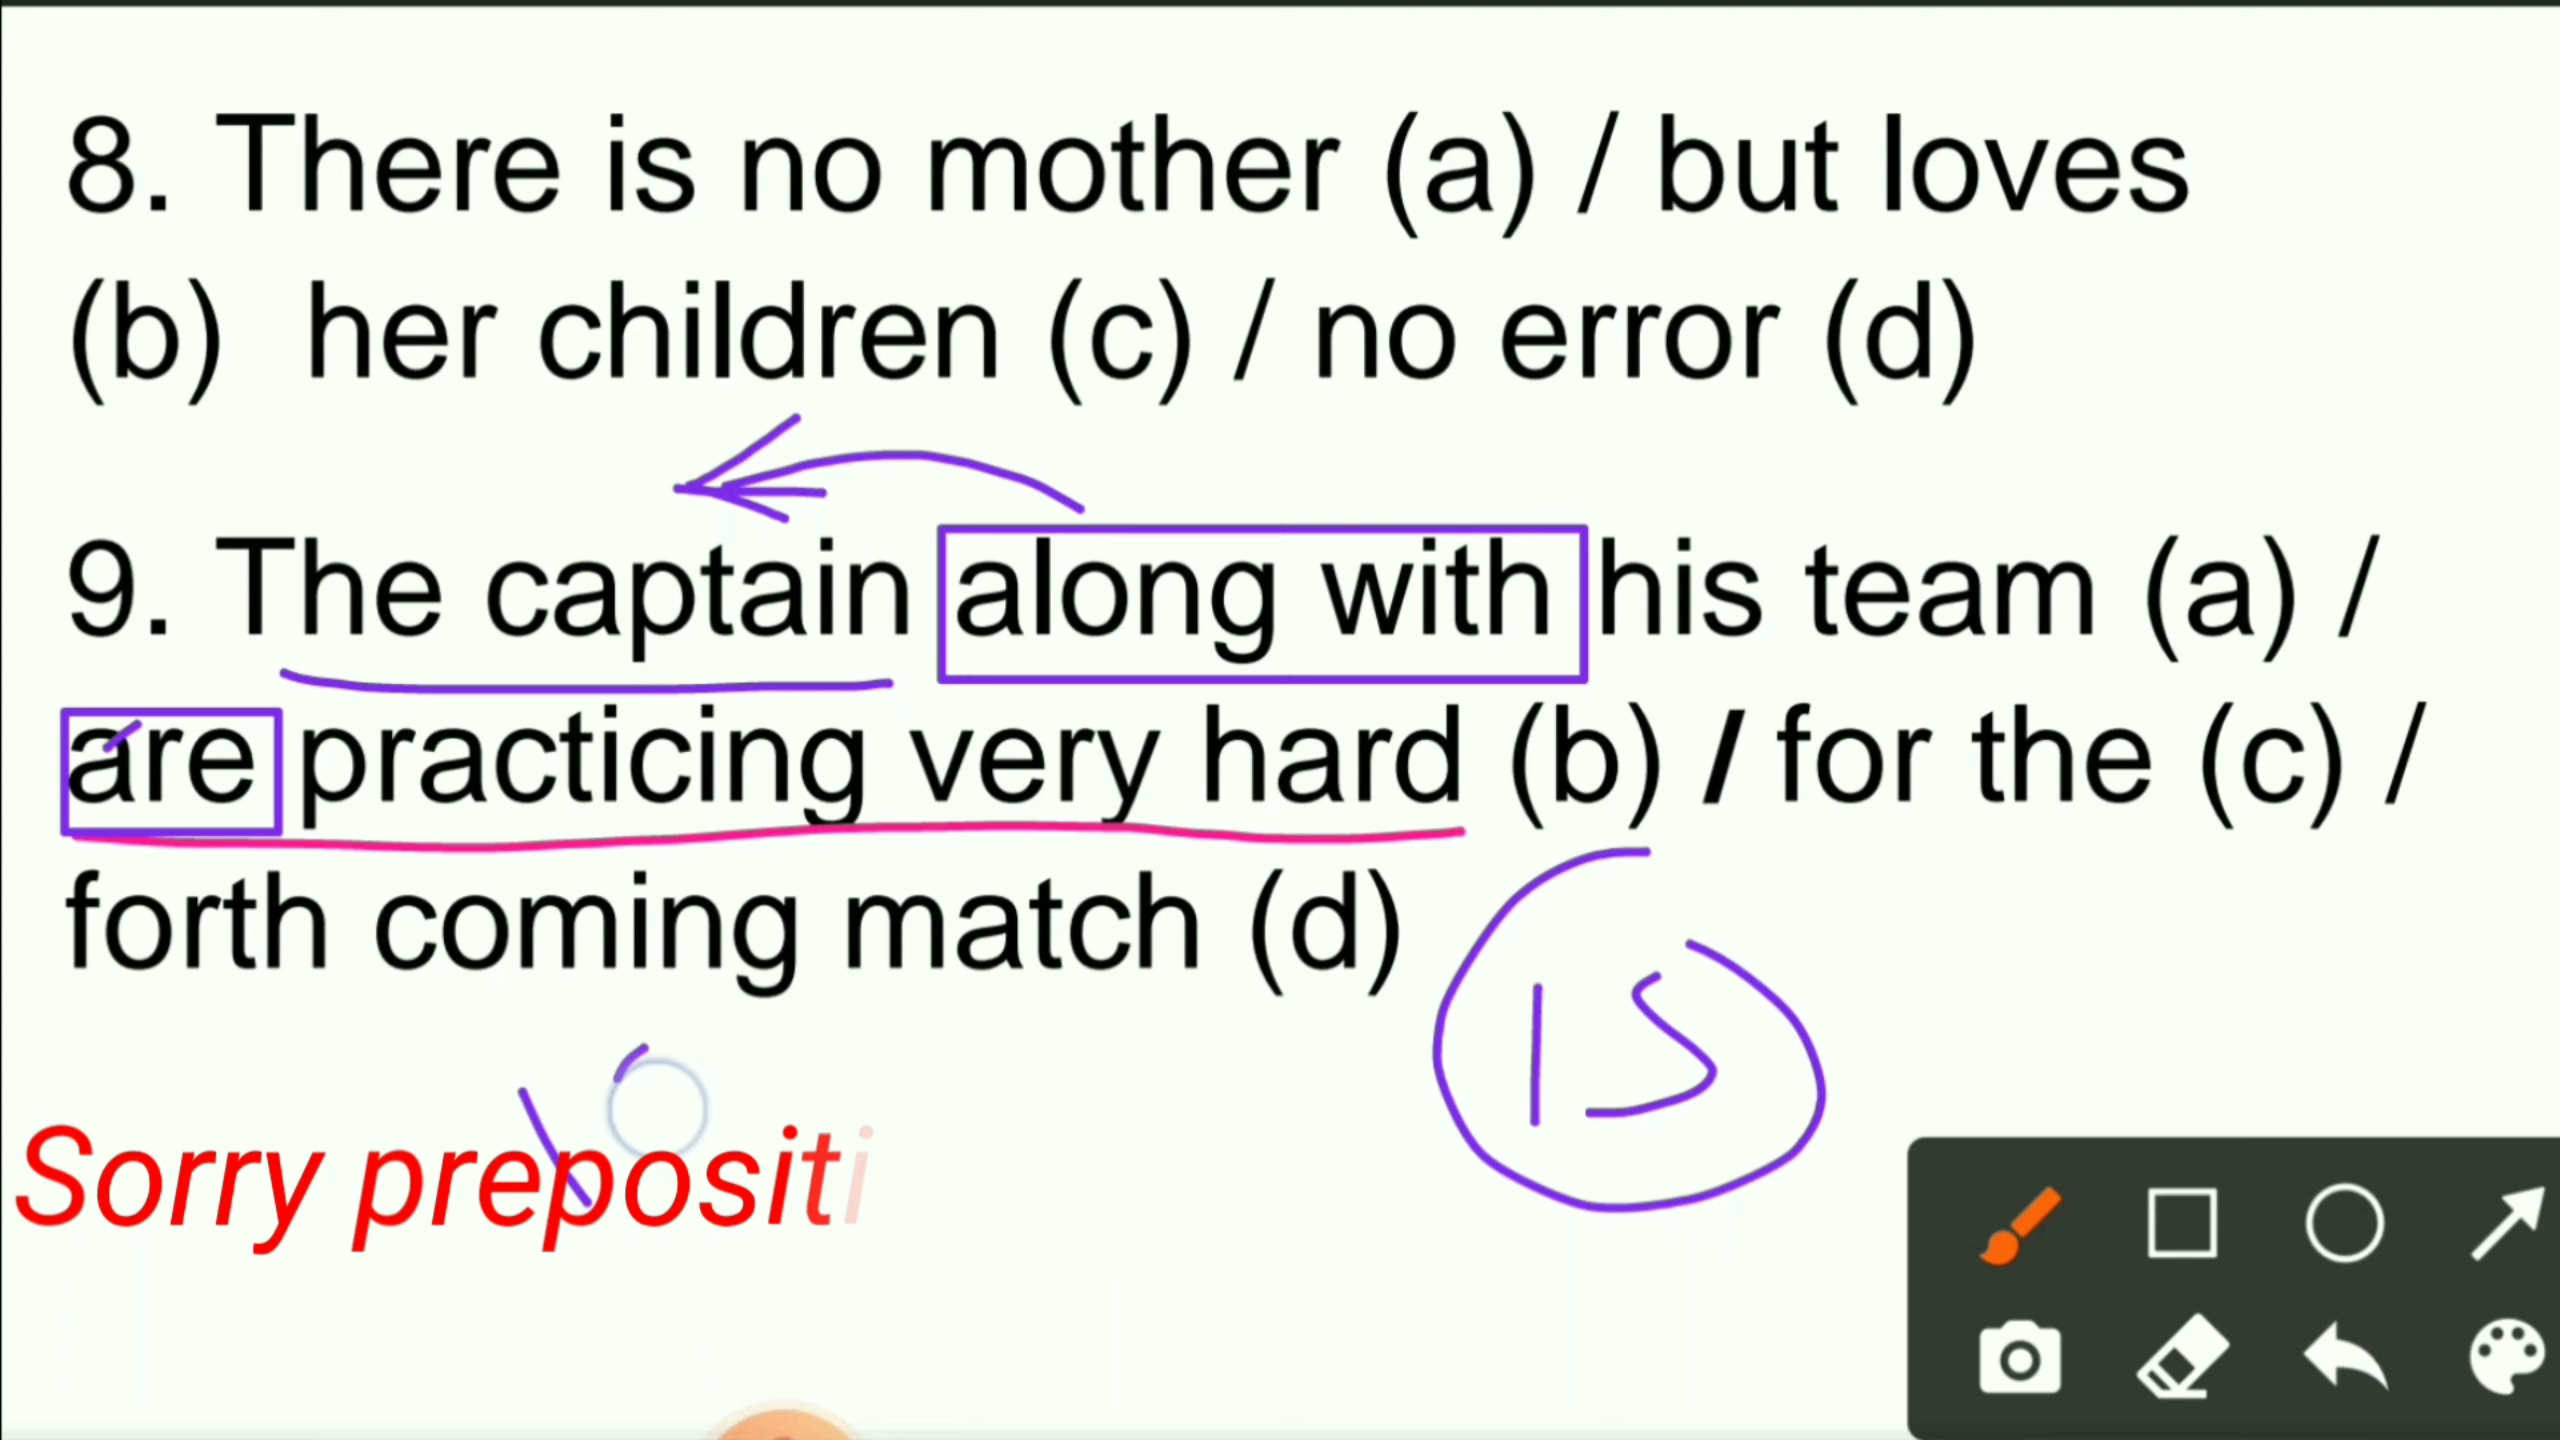 8. There is no mother (a) / but loves
(b) her children (c) / no error (d)
9. The captain along with his team (a) /
are practicing very hard (b) / for the (c) /
forth coming match (d)
IS
Sorry prepositi